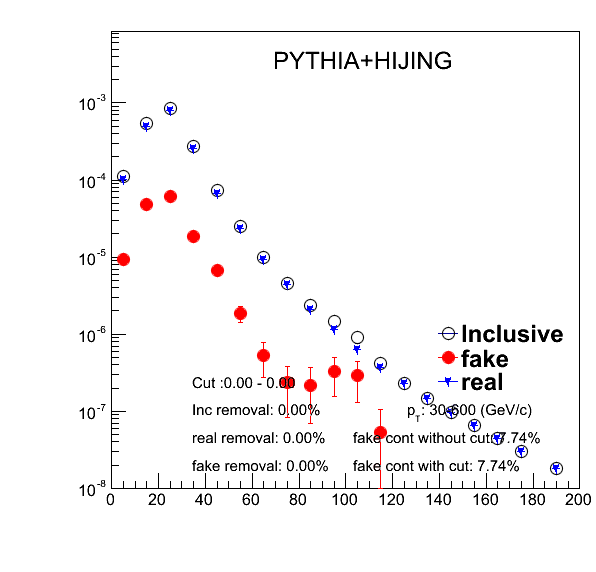 PYTHIA+HIJING
10-3
10-4
10-5
10-6
10-7
10-8
Inclusive
fake
real
Cut :0.00 - 0.00
Inc removal: 0.00%
pT: 30-600 (GeV/c)
real removal: 0.00%
fake cont without cut: 7.74%
fake removal: 0.00%
fake cont with cut: 7.74%
0 20 40 60 80 100 120 140 160 180 200